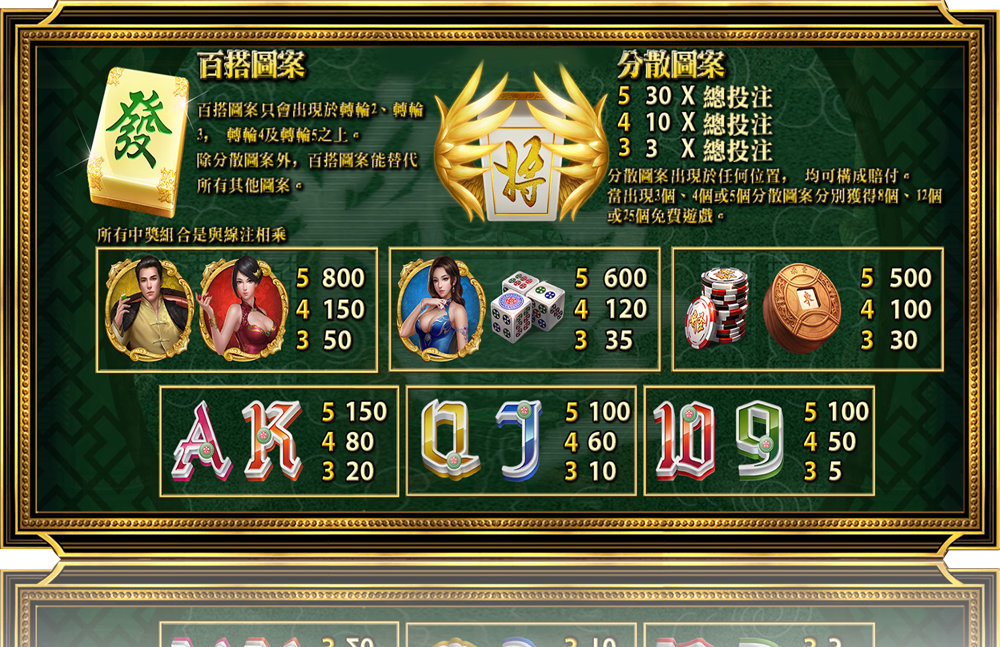 百搭圖案
發
百搭圖案只會出現於轉輪2、轉輪
3， 轉輪4及轉輪5之上。
除分散圖案外，百搭圖案能替代
所有其他圖案。
將
分散圖案
5 30 X 總投注
4 10 X 總投注
3 3 X 總投注
分散圖案出現於任何位置， 均可構成賠付。
當出現3個、4個或5個分散圖案分別獲得8個、12個
或25個免費遊戲。
所有中獎組合是與線注相乘
5 800
4 150
3 50
5 600
4 120
3 35
發
東
5 500
4 100
3 30
A K
5 150
4 80
3 20
Q J
5 100
4 60
3 10
10 9
5 100
4 50
3 5